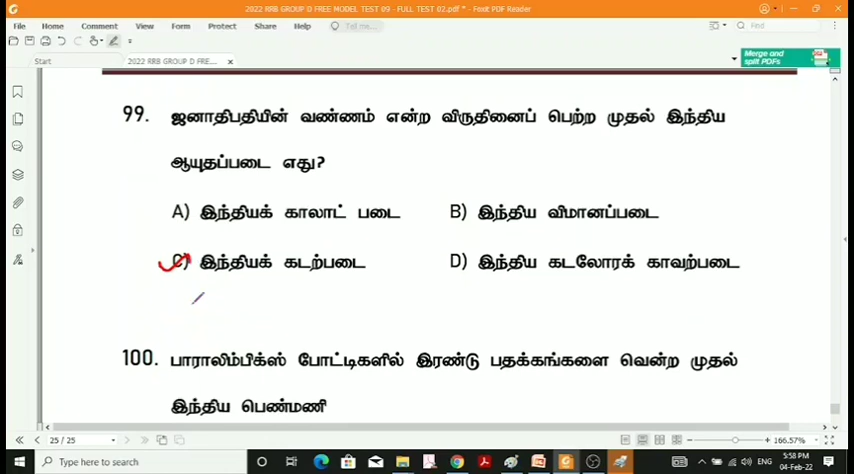 2022 RRB GROUP D FREE MODEL TEST 09 - FULL TEST 02.pdf * - Foxit PDF Reader
File Home Comment View Form Protect Share Help Tell me... Find
Start 2022 RRB GROUP D FREE... Merge and split PDFs
99. ஜனாதிபதியின் வண்ணம் என்ற விருதினைப் பெற்ற முதல் இந்திய
ஆயுதப்படை எது?
A) இந்தியக் காலாட் படை B) இந்திய விமானப்படை
C) இந்தியக் கடற்படை D) இந்திய கடலோரக் காவற்படை
100. பாராலிம்பிக்ஸ் போட்டிகளில் இரண்டு பதக்கங்களை வென்ற முதல்
இந்திய பெண்மணி
25 / 25 166.57%
Type here to search ENG 5:58 PM
04-Feb-22